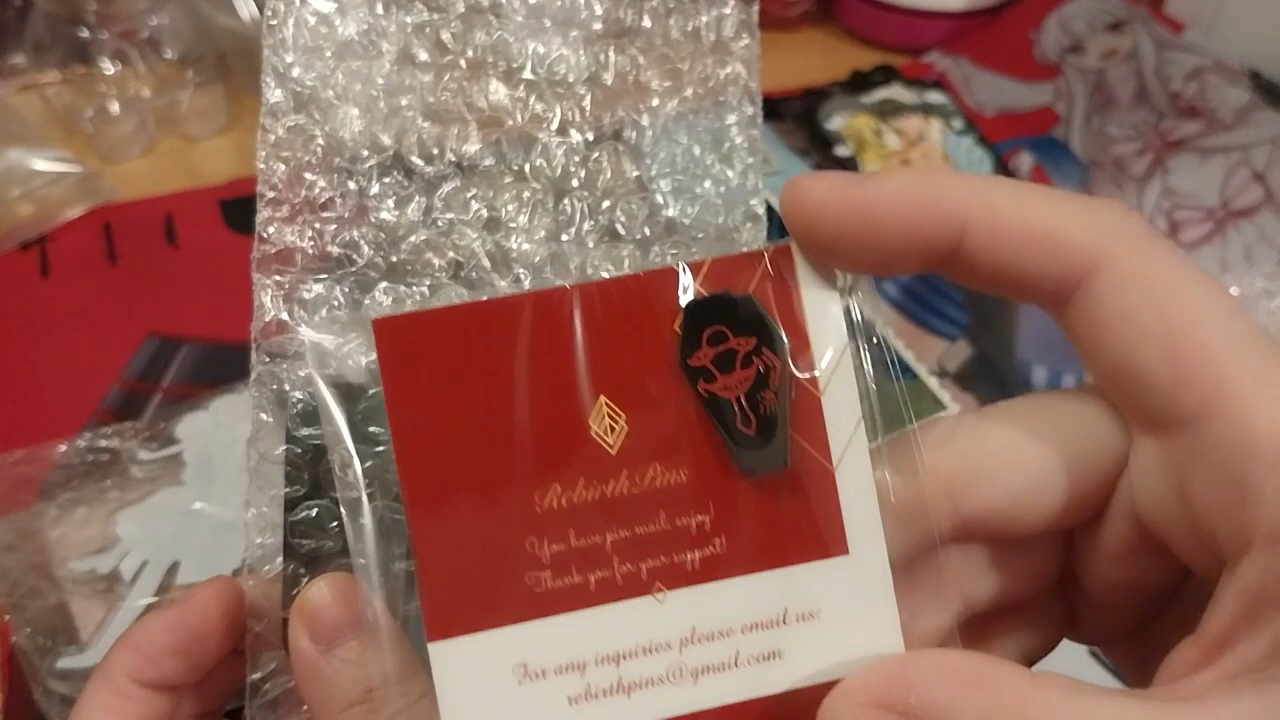 RebirthPins
You have pin mail, enjoy!
Thank you for your support!
For any inquiries please email us:
rebirthpins@gmail.com